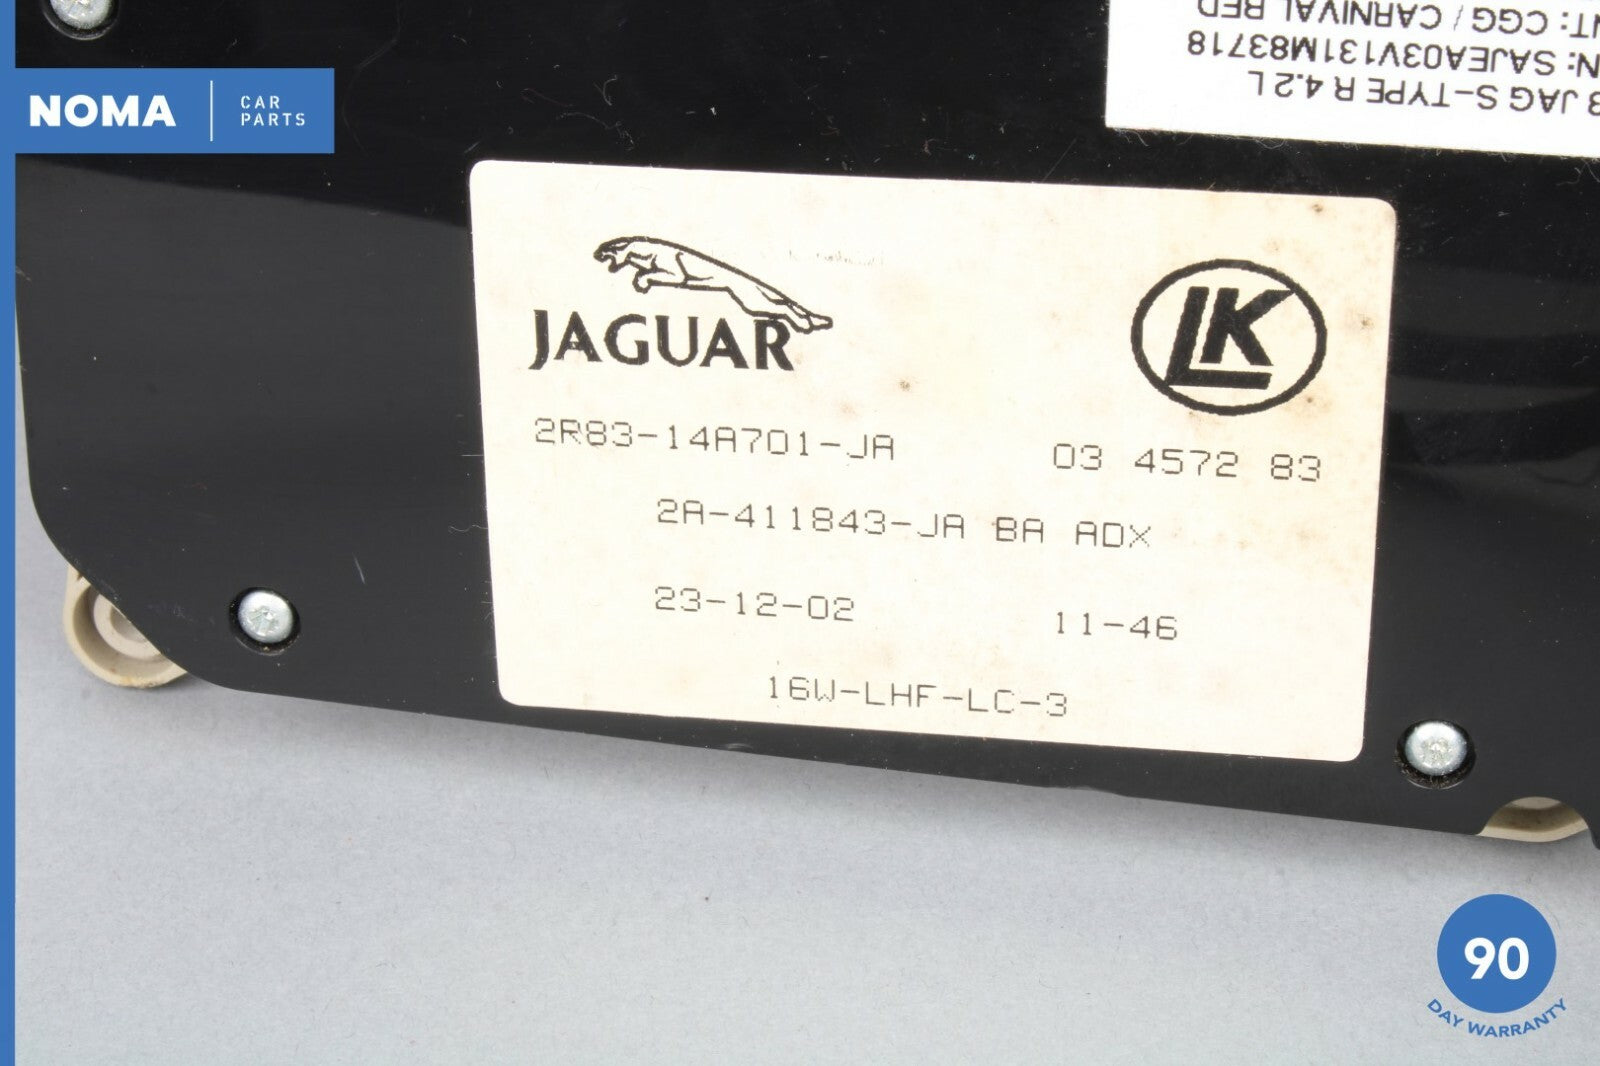 NOMA
CAR
PARTS
JAG S-TYPE R 4.2 L
N: SAJEA03V131M83718
NT: CGG / CARNIVAL RED
JAGUAR
LK
2R83-14A701-JA
03 4572 83
2A-411843-JA BA ADX
23-12-02
11-46
16W-LHF-LC-3
90
DAY WARRANTY